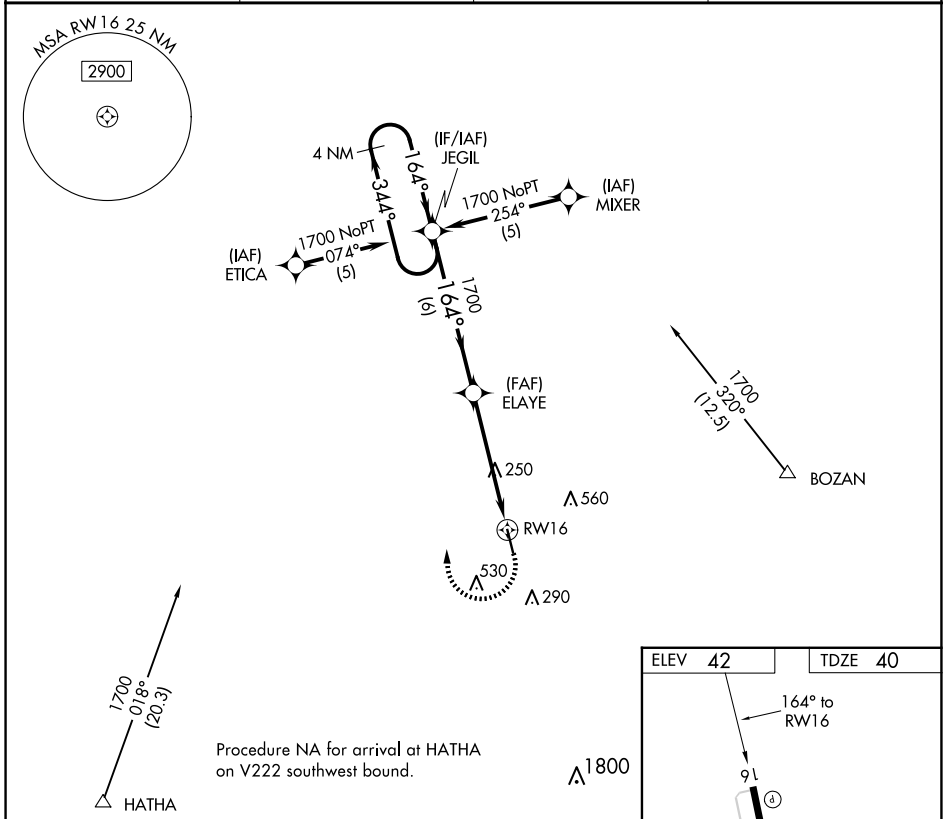 MSA RW16 25 NM
2900
4 NM
164°
344°
(IF/IAF)
JEGIL
1700 NoPT
254°
(5)
(IAF)
MIXER
(IAF)
ETICA
1700 NoPT
074°
(5)
1700
164°
(6)
(FAF)
ELAYE
1700
320°
(12.5)
BOZAN
250
560
RW16
530
290
1700
018°
(20.3)
HATHA
Procedure NA for arrival at HATHA
on V222 southwest bound.
1800
ELEV 42
TDZE 40
164° to
RW16
16
P